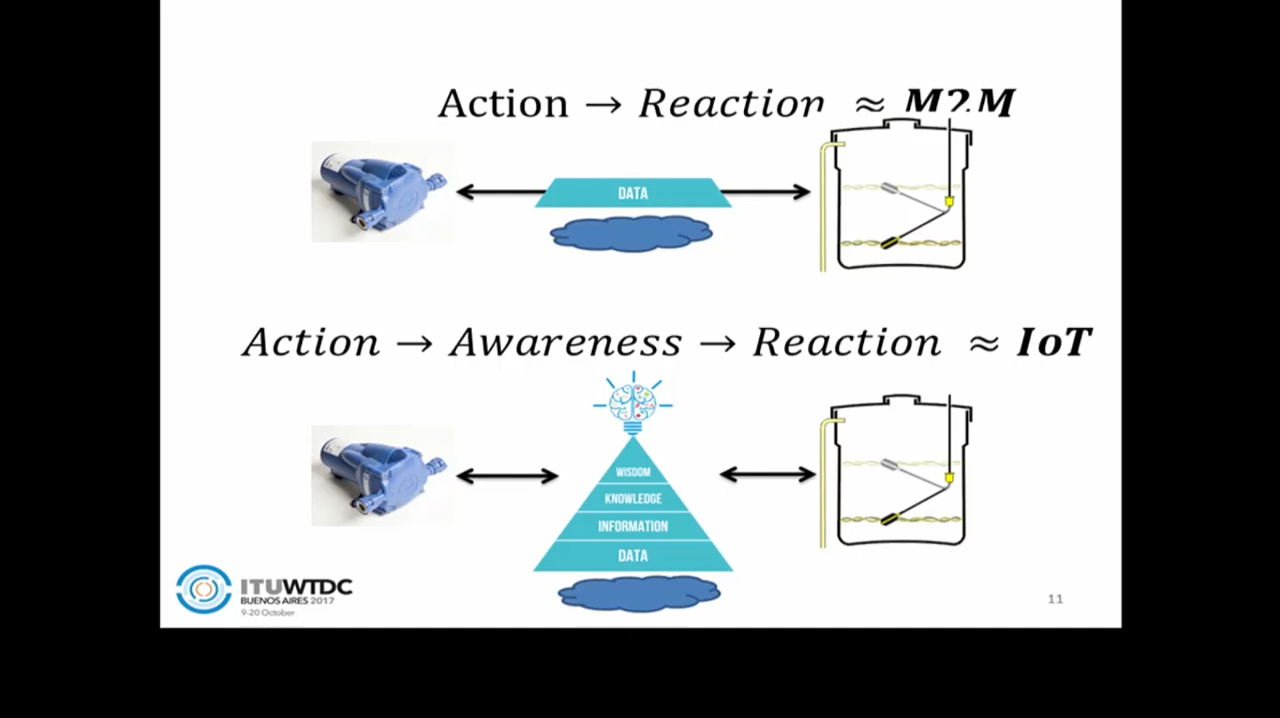 Action → Reaction ≈ M2M
DATA
Action → Awareness → Reaction ≈ IoT
WISDOM
KNOWLEDGE
INFORMATION
DATA
ITUWTDC
BUENOS AIRES 2017
9-20 October
11